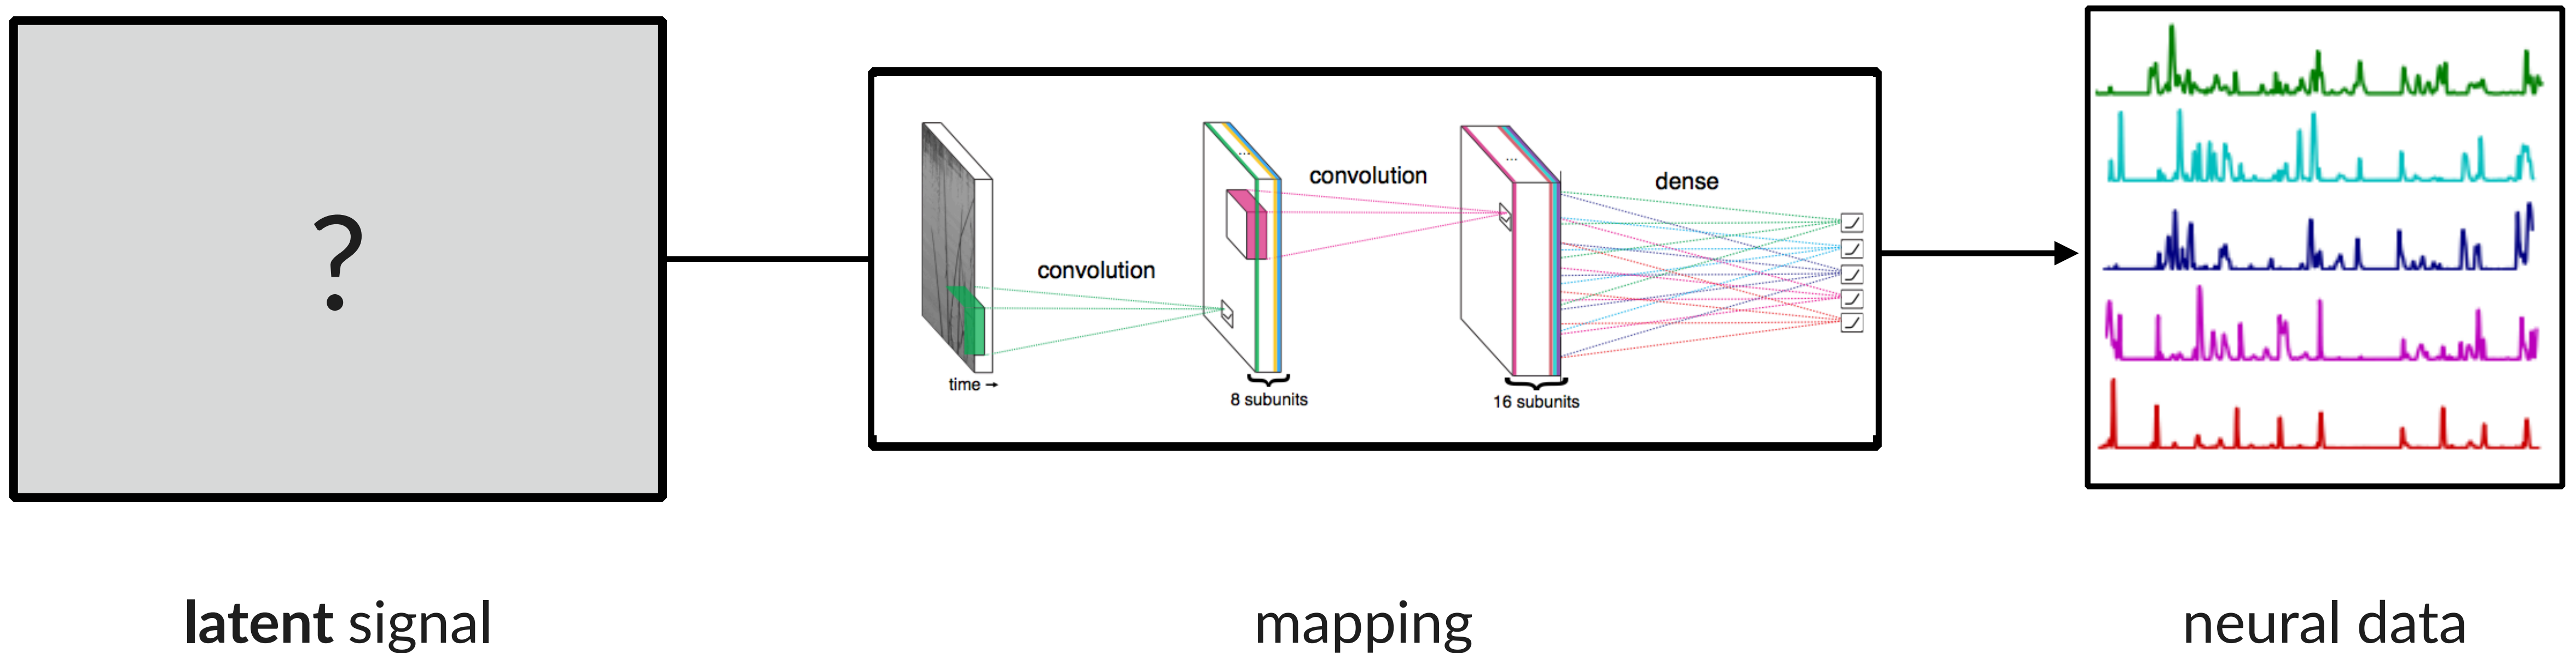 ?
convolution
time →
...
8 subunits
convolution
...
16 subunits
dense
latent signal
mapping
neural data